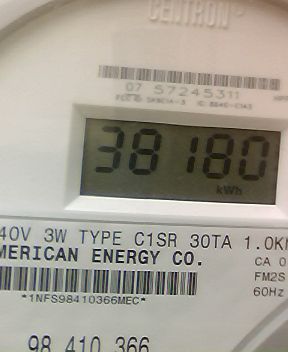 CENTRON
07 57245311
38180
kWh
40V 3W TYPE C1SR 30TA 1.0K
MERICAN ENERGY CO.
CA 0
FM2S
60Hz
*1NFS98410366MEC*
98 410 366